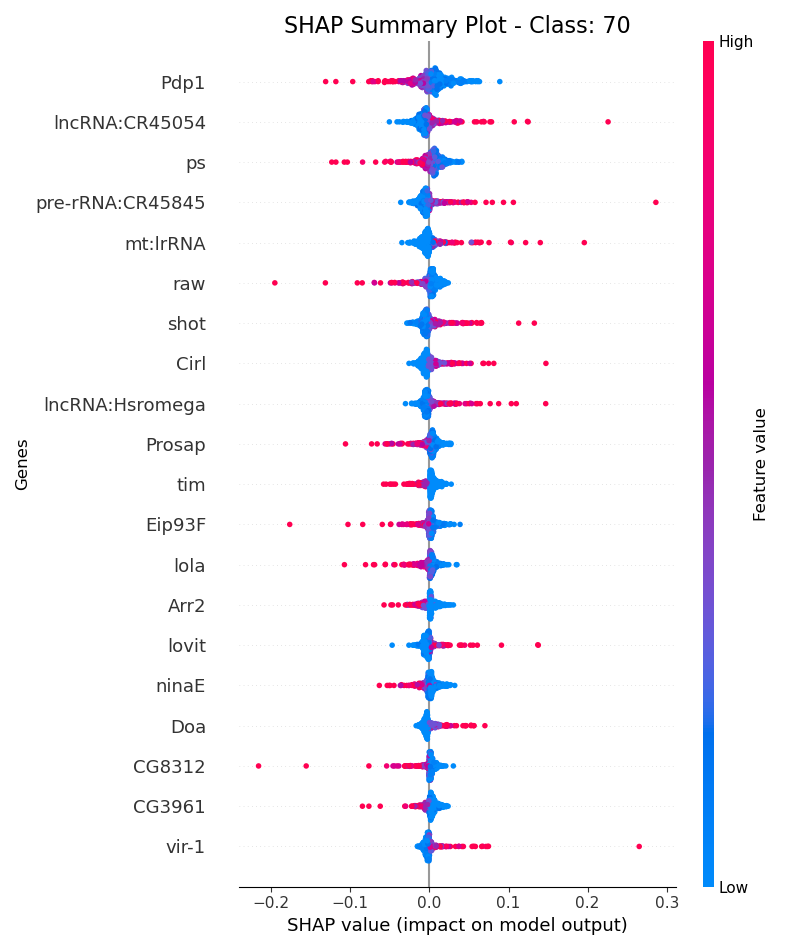 SHAP Summary Plot - Class: 70
High
Pdp1
lncRNA:CR45054
ps
pre-rRNA:CR45845
mt:lrRNA
raw
shot
Cirl
lncRNA:Hsromega
Prosap
tim
Eip93F
lola
Arr2
lovit
ninaE
Doa
CG8312
CG3961
vir-1
Genes
Feature value
Low
−0.2 −0.1 0.0 0.1 0.2 0.3
SHAP value (impact on model output)